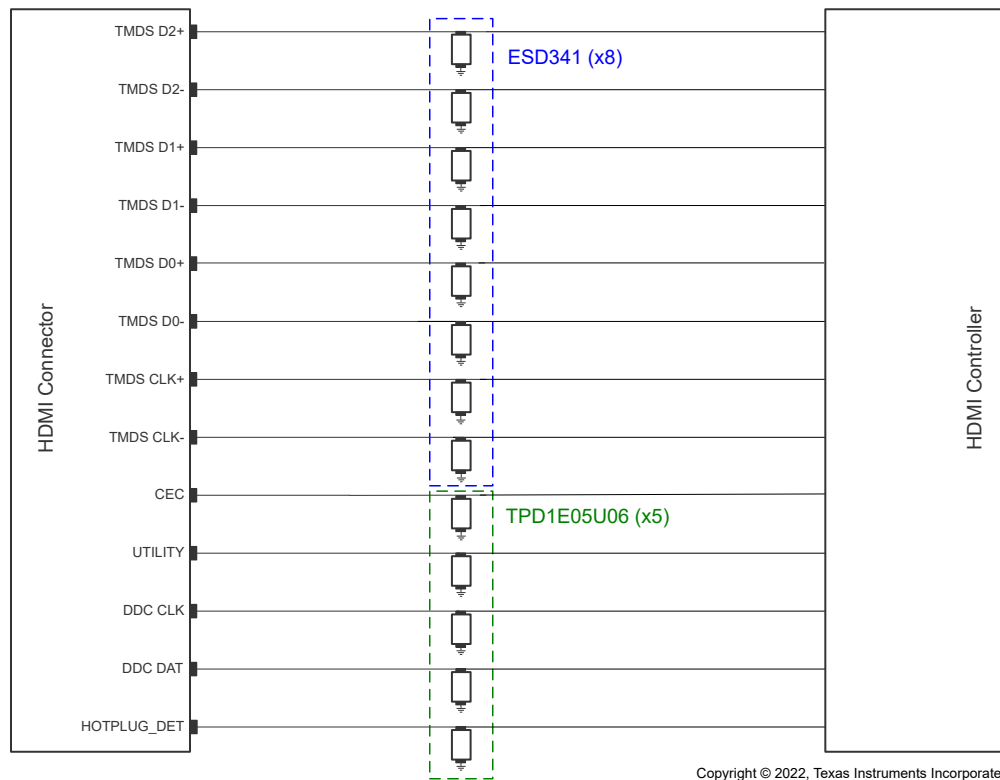 TMDS D2+
ESD341 (x8)
TMDS D2-
TMDS D1+
TMDS D1-
TMDS D0+
TMDS D0-
TMDS CLK+
TMDS CLK-
CEC
TPD1E05U06 (x5)
UTILITY
DDC CLK
DDC DAT
HOTPLUG_DET
HDMI Connector
HDMI Controller
Copyright © 2022, Texas Instruments Incorporate